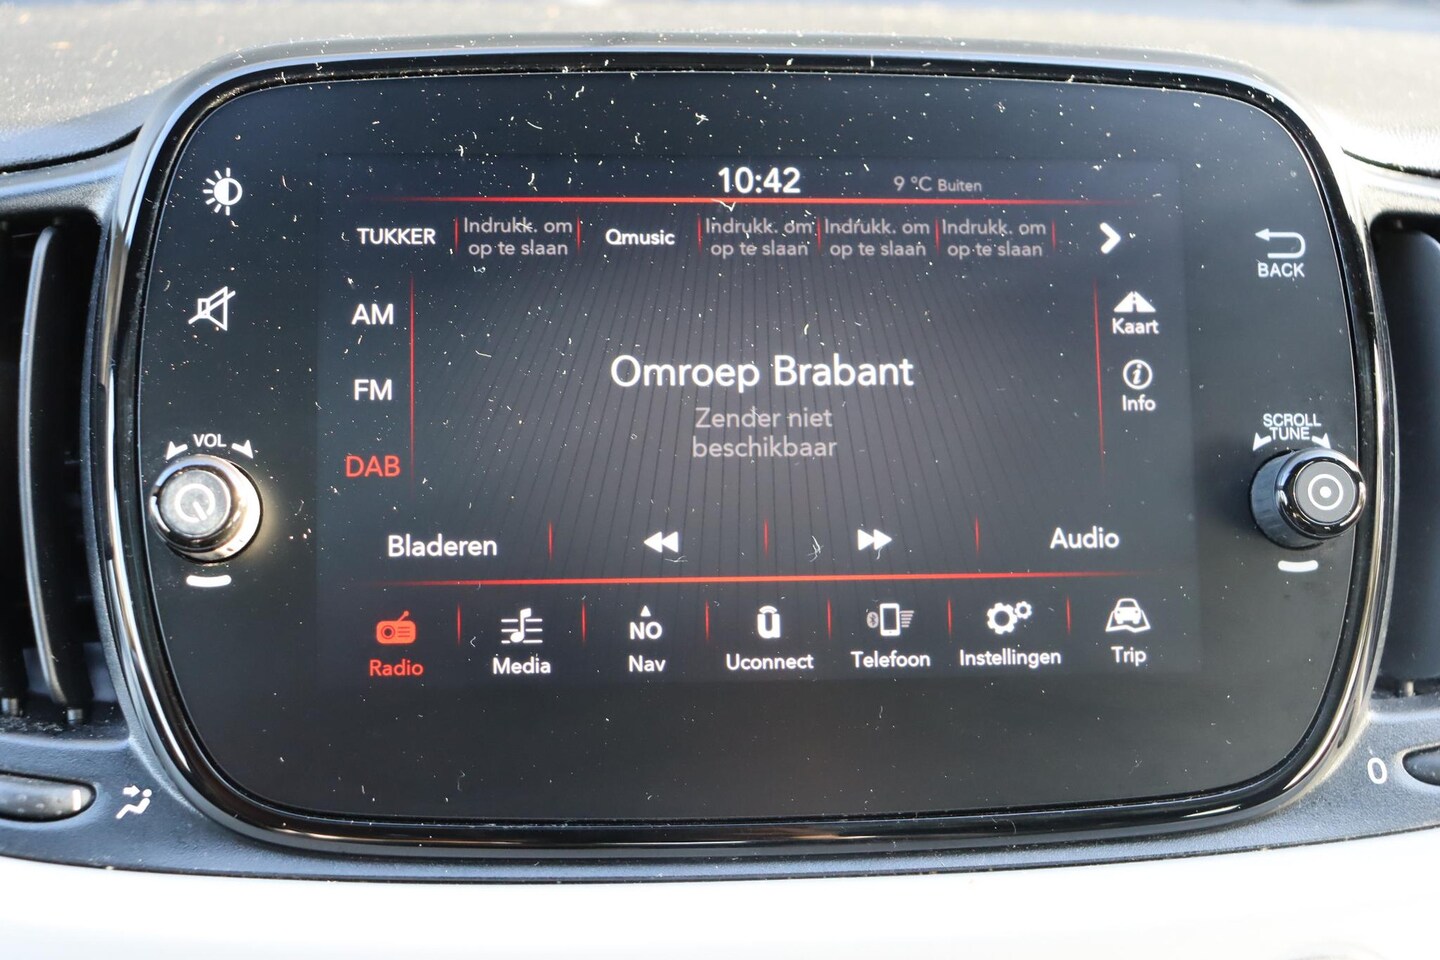 10:42
9 °C Buiten
TUKKER
Indrukk. om
op te slaan
Qmusic
Indrukk. om
op te slaan
Indrukk. om
op te slaan
Indrukk. om
op te slaan
BACK
AM
Kaart
FM
Omroep Brabant
Info
Zender niet
beschikbaar
DAB
VOL
SCROLL
TUNE
Bladeren
Audio
NO
Radio
Media
Nav
Uconnect
Telefoon
Instellingen
Trip
0